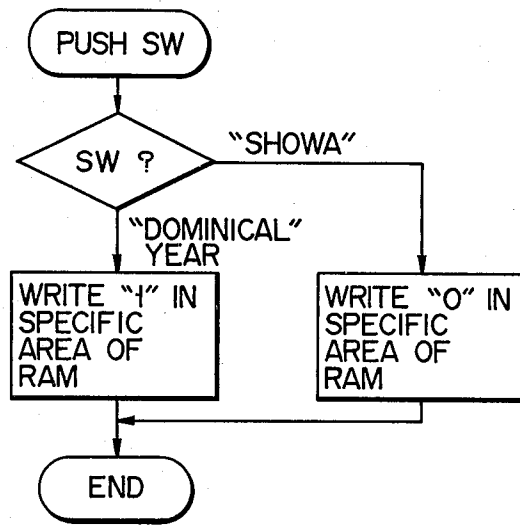 PUSH SW
SW ?
"SHOWA"
"DOMINICAL"
YEAR
WRITE "1" IN
SPECIFIC
AREA OF
RAM
WRITE "0" IN
SPECIFIC
AREA OF
RAM
END